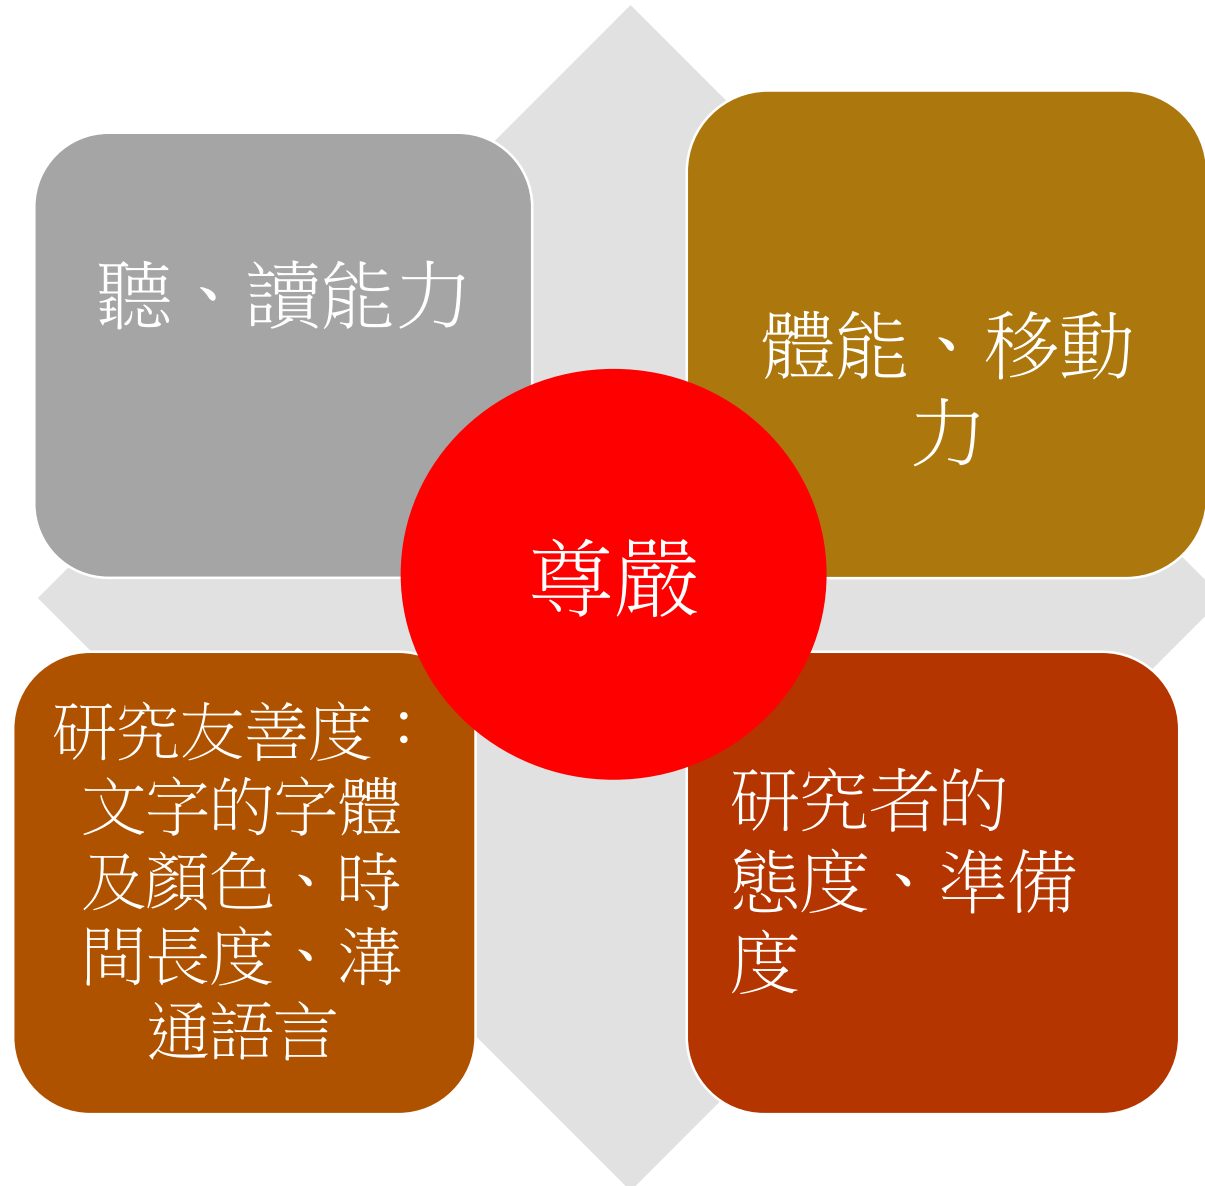 聽、讀能力
體能、移動
力
尊嚴
研究友善度：
文字的字體
及顏色、時
間長度、溝
通語言
研究者的
態度、準備
度